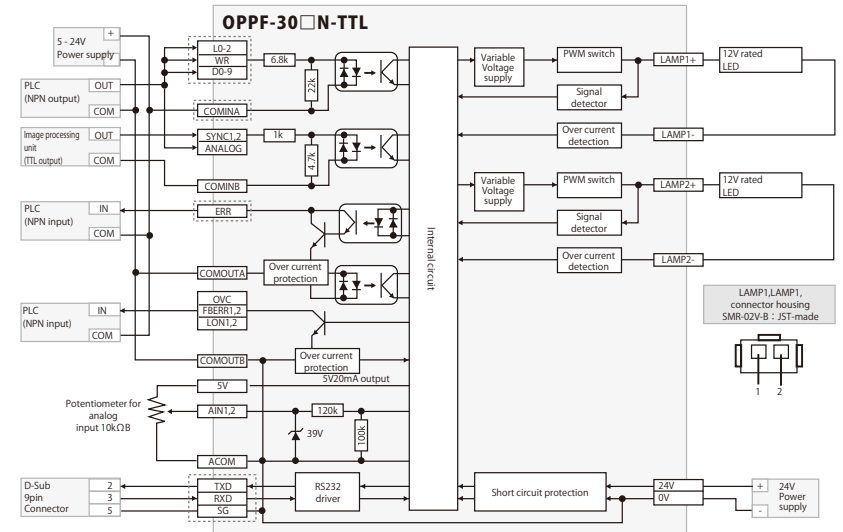 OPPF-30□N-TTL
+
5 - 24V
Power supply
-
PLC
(NPN output)
OUT
COM
Image processing
unit
(TTL output)
OUT
COM
PLC
(NPN input)
IN
COM
PLC
(NPN input)
IN
COM
Potentiometer for
analog
input 10kΩB
D-Sub
9pin
Connector
2
3
5
L0-2
WR
D0-9
COMINA
SYNC1,2
ANALOG
COMINB
ERR
COMOUTA
OVC
FBERR1,2
LON1,2
COMOUTB
5V
AIN1,2
ACOM
TXD
RXD
SG
6.8k
22k
1k
4.7k
Over current
protection
Over current
protection
5V20mA output
120k
39V
100k
RS232
driver
Internal circuit
Variable
Voltage
supply
PWM switch
Signal
detector
Over current
detection
LAMP1+
LAMP1-
12V rated
LED
Variable
Voltage
supply
PWM switch
Signal
detector
Over current
detection
LAMP2+
LAMP2-
12V rated
LED
LAMP1,LAMP1,
connector housing
SMR-02V-B : JST-made
1 2
Short circuit protection
24V
0V
+
-
24V
Power
supply